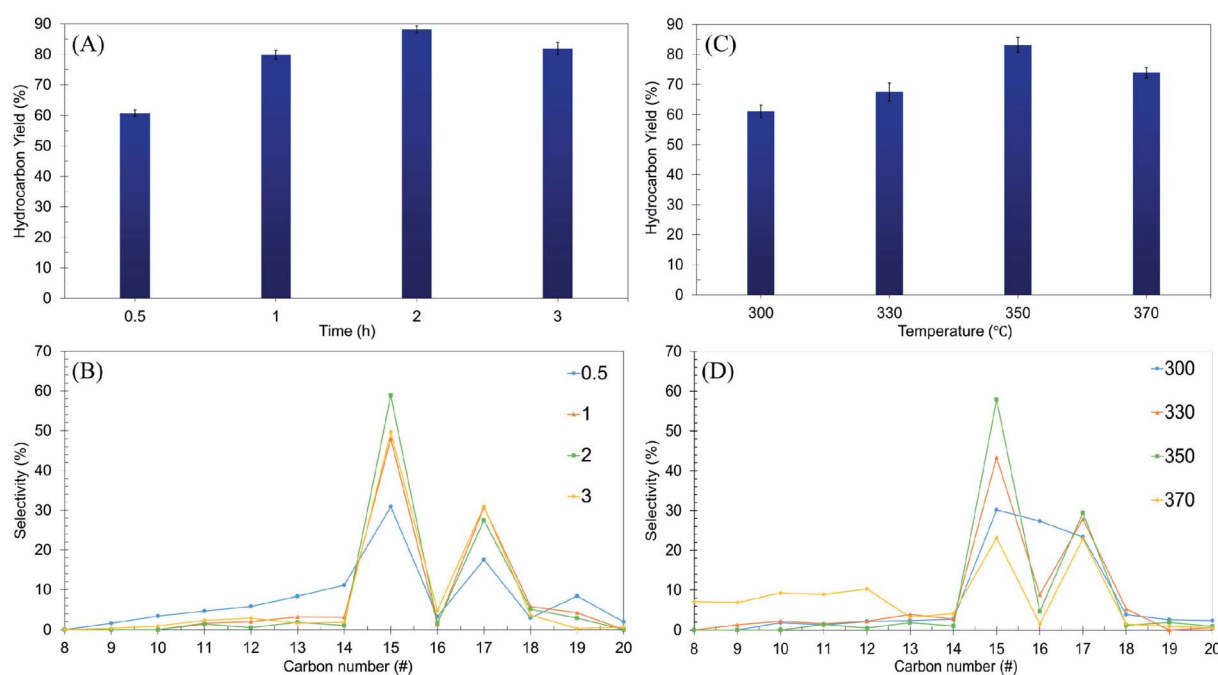 (A)
Hydrocarbon Yield (%)
90
80
70
60
50
40
30
20
10
0
0.5 1 2 3
Time (h)
(C)
Hydrocarbon Yield (%)
90
80
70
60
50
40
30
20
10
0
300 330 350 370
Temperature (℃)
(B)
Selectivity (%)
70
60
50
40
30
20
10
0
0.5
1
2
3
8 9 10 11 12 13 14 15 16 17 18 19 20
Carbon number (#)
(D)
Selectivity (%)
70
60
50
40
30
20
10
0
300
330
350
370
8 9 10 11 12 13 14 15 16 17 18 19 20
Carbon number (#)